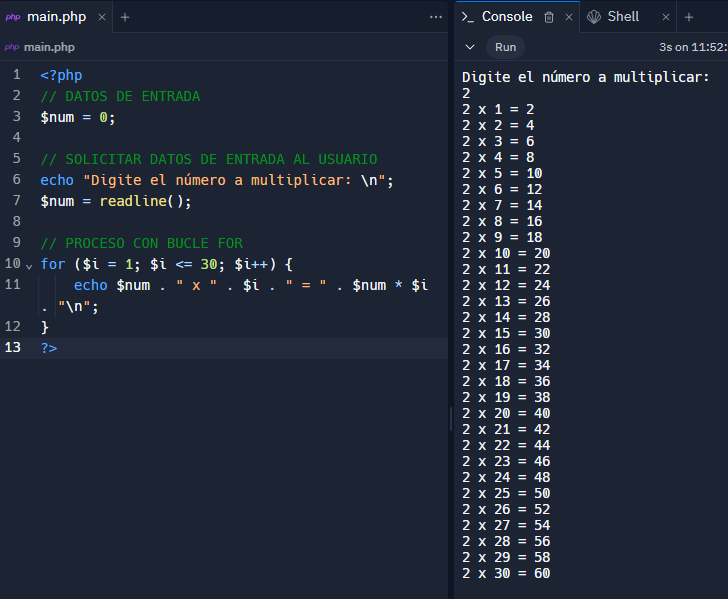 php main.php × +
php main.php
1 <?php
2 // DATOS DE ENTRADA
3 $num = 0;
4
5 // SOLICITAR DATOS DE ENTRADA AL USUARIO
6 echo "Digite el número a multiplicar: \n";
7 $num = readline();
8
9 // PROCESO CON BUCLE FOR
10 for ($i = 1; $i <= 30; $i++) {
11 echo $num . " x " . $i . " = " . $num * $i
. "\n";
12 }
13 ?>
>_ Console × Shell × +
Run 3s on 11:52:
Digite el número a multiplicar:
2
2 x 1 = 2
2 x 2 = 4
2 x 3 = 6
2 x 4 = 8
2 x 5 = 10
2 x 6 = 12
2 x 7 = 14
2 x 8 = 16
2 x 9 = 18
2 x 10 = 20
2 x 11 = 22
2 x 12 = 24
2 x 13 = 26
2 x 14 = 28
2 x 15 = 30
2 x 16 = 32
2 x 17 = 34
2 x 18 = 36
2 x 19 = 38
2 x 20 = 40
2 x 21 = 42
2 x 22 = 44
2 x 23 = 46
2 x 24 = 48
2 x 25 = 50
2 x 26 = 52
2 x 27 = 54
2 x 28 = 56
2 x 29 = 58
2 x 30 = 60